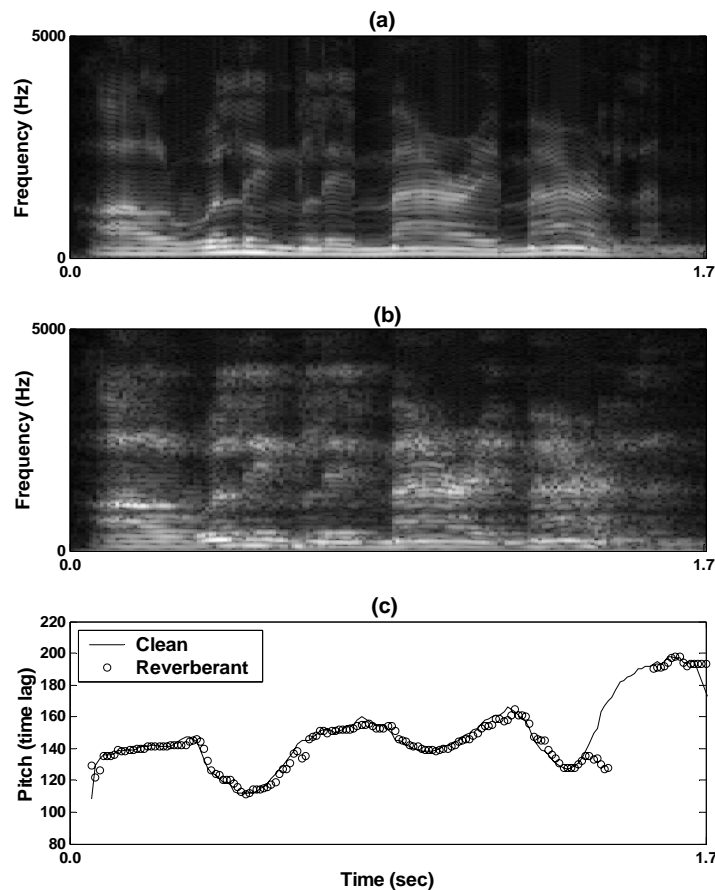 (a)
5000
Frequency (Hz)
0
0.0
1.7
(b)
5000
Frequency (Hz)
0
0.0
1.7
(c)
220
200
180
160
140
120
100
80
Pitch (time lag)
Clean
Reverberant
0.0
1.7
Time (sec)